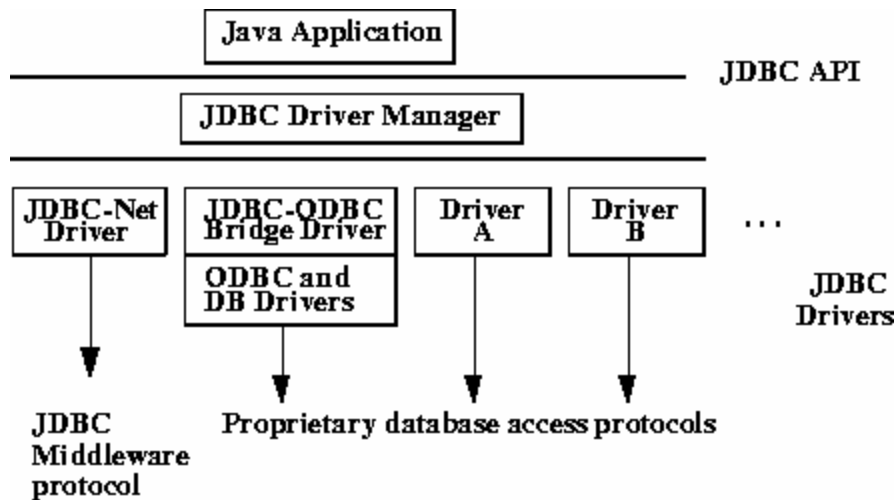 Java Application
JDBC API
JDBC Driver Manager
JDBC-Net
Driver
JDBC-ODBC
Bridge Driver
Driver
A
Driver
B
...
ODBC and
DB Drivers
JDBC
Drivers
JDBC
Middleware
protocol
Proprietary database access protocols